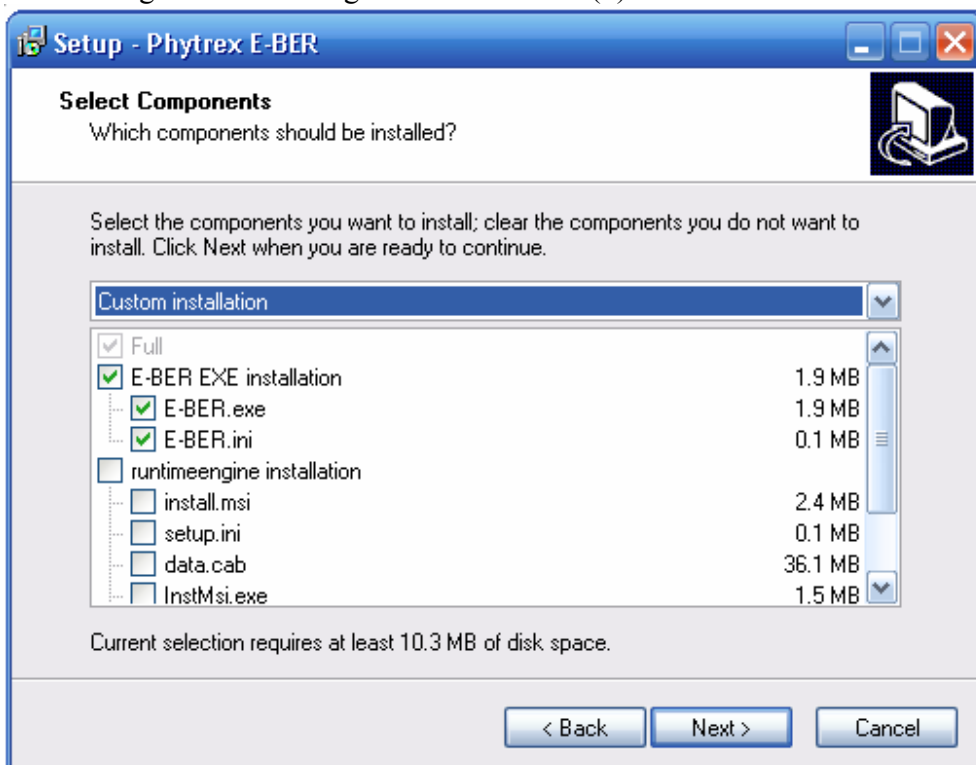 Setup - Phytrex E-BER
Select Components
Which components should be installed?
Select the components you want to install; clear the components you do not want to
install. Click Next when you are ready to continue.
Custom installation
Full
E-BER EXE installation 1.9 MB
E-BER.exe 1.9 MB
E-BER.ini 0.1 MB
runtimeengine installation
install.msi 2.4 MB
setup.ini 0.1 MB
data.cab 36.1 MB
InstMsi.exe 1.5 MB
Current selection requires at least 10.3 MB of disk space.
< Back Next > Cancel